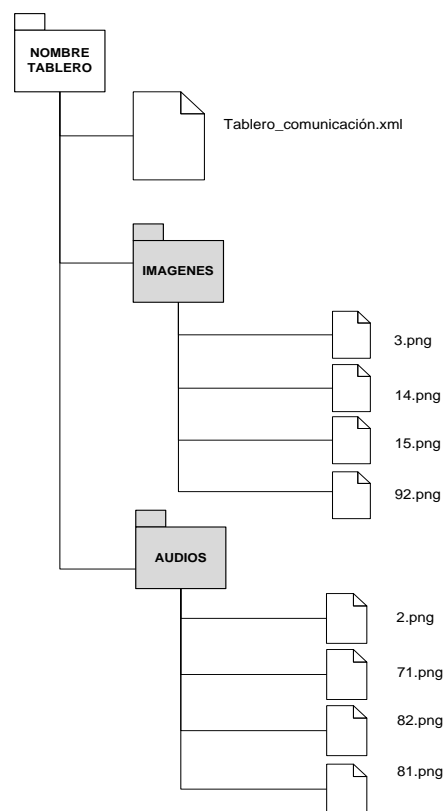 NOMBRE
TABLERO
Tablero_comunicación.xml
IMAGENES
3.png
14.png
15.png
92.png
AUDIOS
2.png
71.png
82.png
81.png